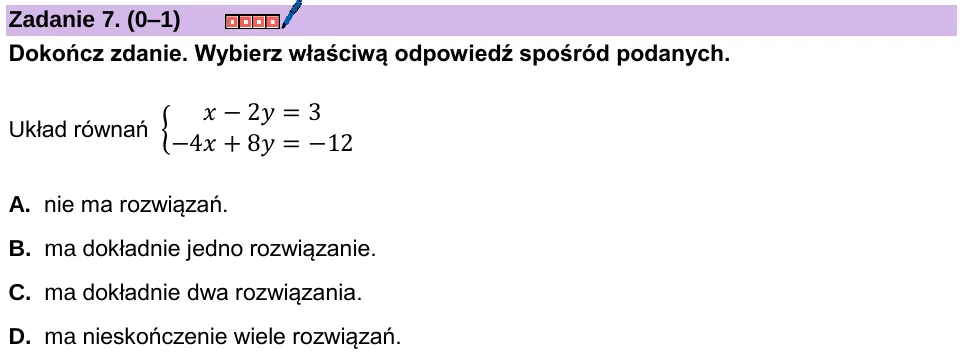 Zadanie 7. (0–1)
Dokończ zdanie. Wybierz właściwą odpowiedź spośród podanych.
Układ równań { x − 2y = 3
−4x + 8y = −12
A. nie ma rozwiązań.
B. ma dokładnie jedno rozwiązanie.
C. ma dokładnie dwa rozwiązania.
D. ma nieskończenie wiele rozwiązań.